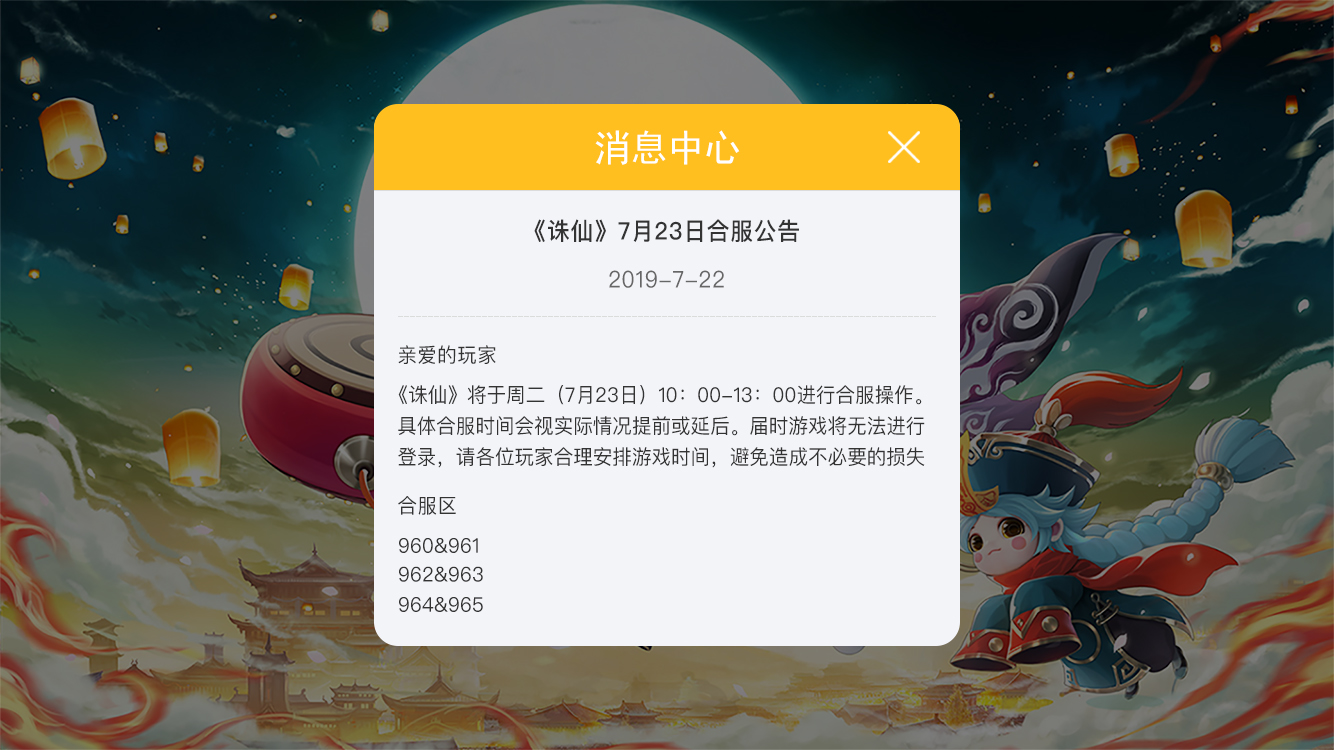 消息中心
《诛仙》7月23日合服公告
2019-7-22
亲爱的玩家
《诛仙》将于周二（7月23日）10：00-13：00进行合服操作。
具体合服时间会视实际情况提前或延后。届时游戏将无法进行
登录，请各位玩家合理安排游戏时间，避免造成不必要的损失
合服区
960&961
962&963
964&965